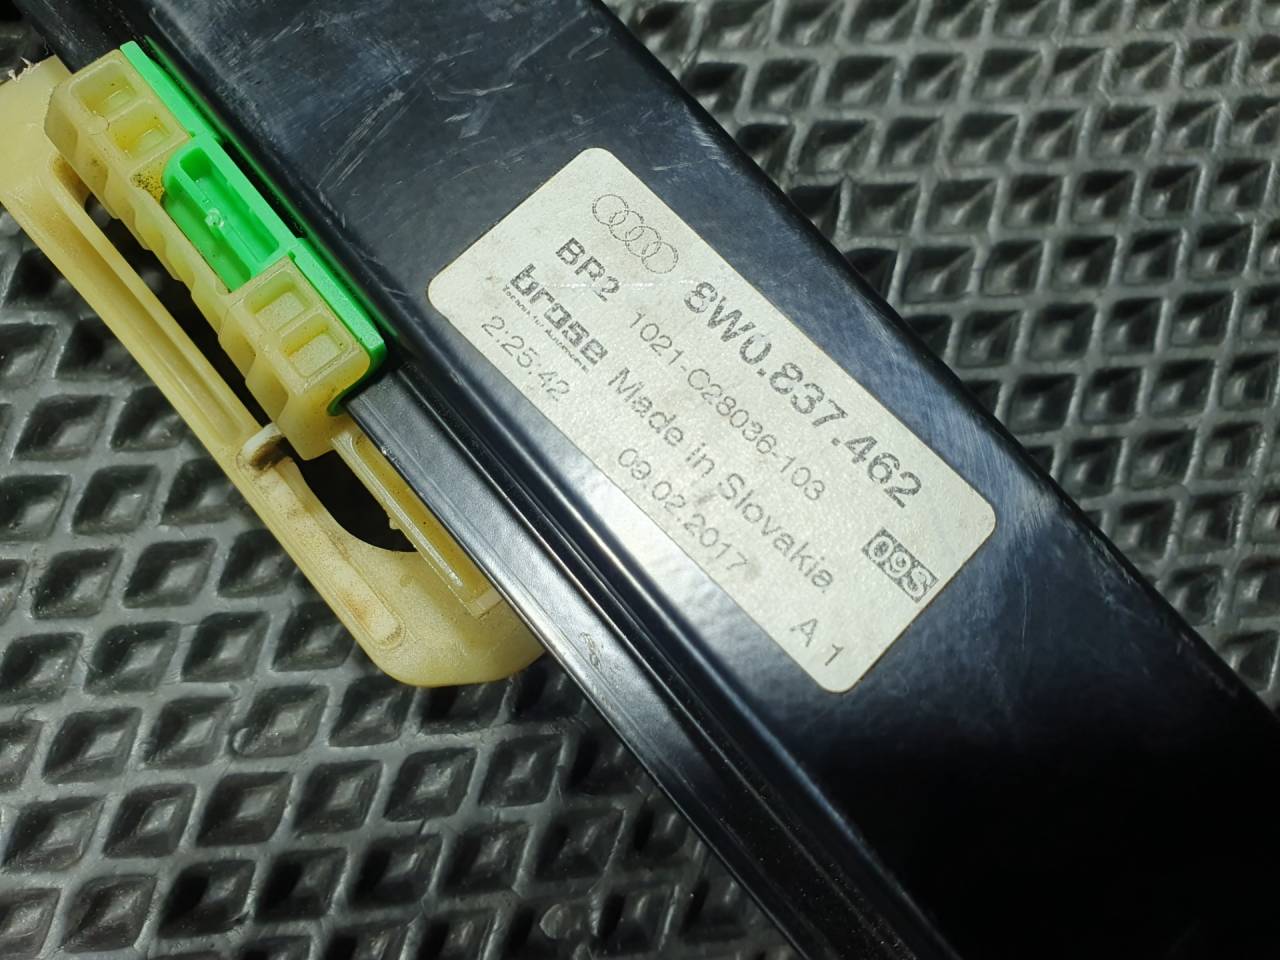 8W0.837.462
BR2 1021-C28036-103 09S
brose Made in Slovakia
2:25:42 09.02.2017 A 1